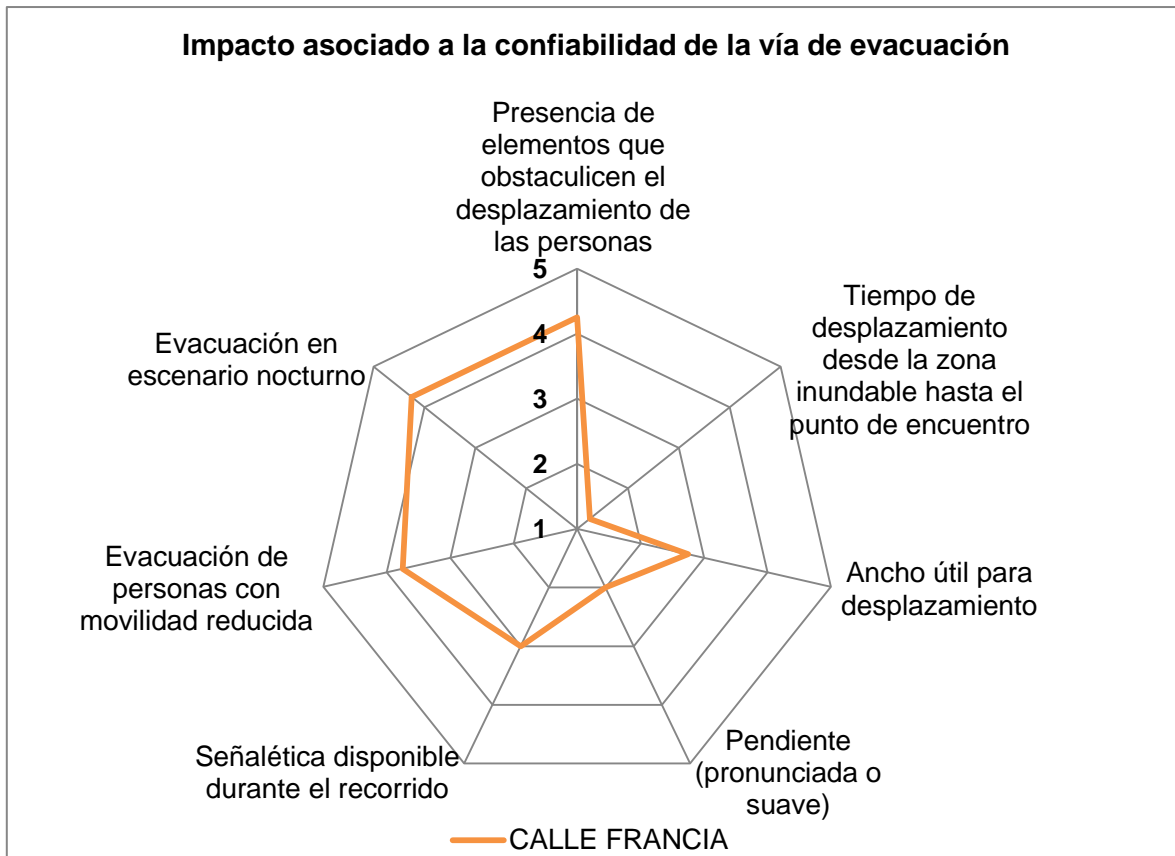 Impacto asociado a la confiabilidad de la vía de evacuación
Presencia de
elementos que
obstaculicen el
desplazamiento de
las personas
Tiempo de
desplazamiento
desde la zona
inundable hasta el
punto de encuentro
Ancho útil para
desplazamiento
Pendiente
(pronunciada o
suave)
Señalética disponible
durante el recorrido
Evacuación de
personas con
movilidad reducida
Evacuación en
escenario nocturno
5
4
3
2
1
CALLE FRANCIA